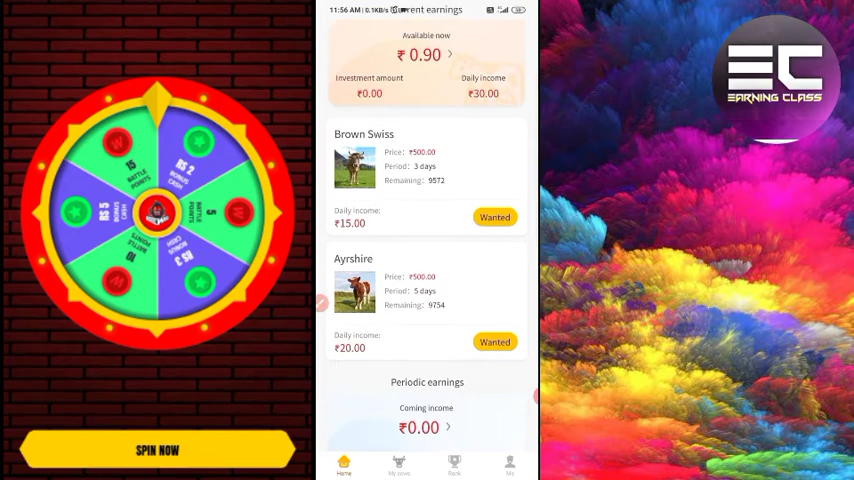 15
BATTLE
POINTS
RS 2
BONUS
CASH
RS 5
BONUS
CASH
5
BATTLE
POINTS
10
BATTLE
POINTS
RS 3
BONUS
CASH
SPIN NOW
11:56 AM | 0.1KB/s
Current earnings
Available now
₹ 0.90 >
Investment amount
Daily income
₹0.00
₹30.00
Brown Swiss
Price: ₹500.00
Period: 3 days
Remaining: 9572
Daily income:
₹15.00
Wanted
Ayrshire
Price: ₹500.00
Period: 5 days
Remaining: 9754
Daily income:
₹20.00
Wanted
Periodic earnings
Coming income
₹0.00 >
Home
My cows
Rank
Me
EC
EARNING CLASS